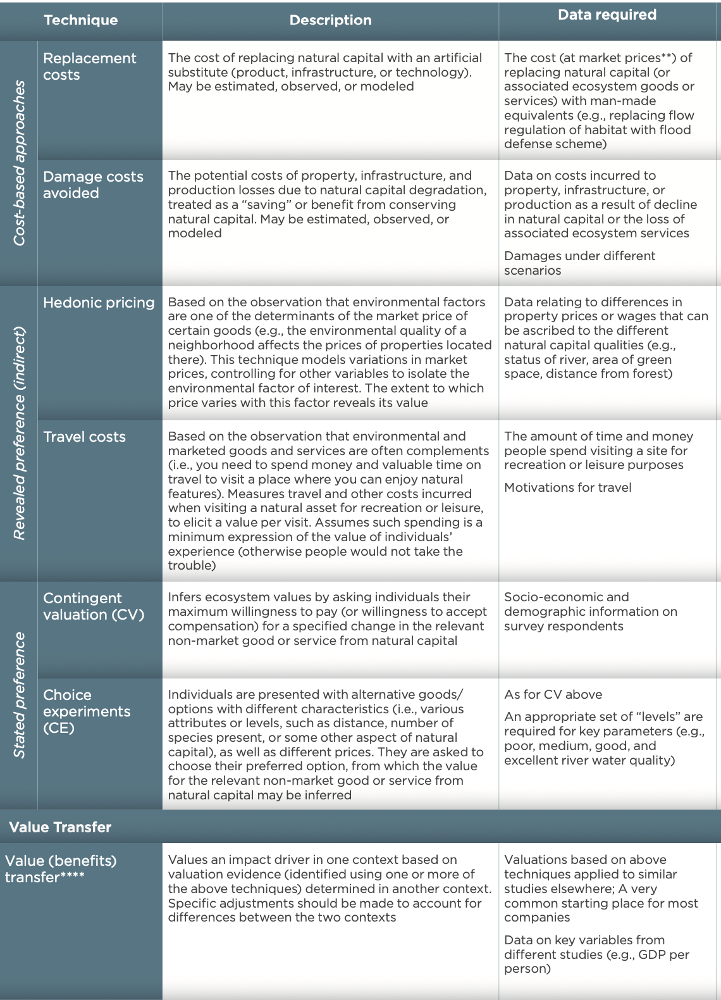 Technique
Description
Data required
Cost-based approaches
Replacement
costs
The cost of replacing natural capital with an artificial
substitute (product, infrastructure, or technology).
May be estimated, observed, or modeled
The cost (at market prices**) of
replacing natural capital (or
associated ecosystem goods or
services) with man-made
equivalents (e.g., replacing flow
regulation of habitat with flood
defense scheme)
Damage costs
avoided
The potential costs of property, infrastructure, and
production losses due to natural capital degradation,
treated as a “saving” or benefit from conserving
natural capital. May be estimated, observed, or
modeled
Data on costs incurred to
property, infrastructure, or
production as a result of decline
in natural capital or the loss of
associated ecosystem services
Damages under different
scenarios
Revealed preference (indirect)
Hedonic pricing
Based on the observation that environmental factors
are one of the determinants of the market price of
certain goods (e.g., the environmental quality of a
neighborhood affects the prices of properties located
there). This technique models variations in market
prices, controlling for other variables to isolate the
environmental factor of interest. The extent to which
price varies with this factor reveals its value
Data relating to differences in
property prices or wages that can
be ascribed to the different
natural capital qualities (e.g.,
status of river, area of green
space, distance from forest)
Travel costs
Based on the observation that environmental and
marketed goods and services are often complements
(i.e., you need to spend money and valuable time on
travel to visit a place where you can enjoy natural
features). Measures travel and other costs incurred
when visiting a natural asset for recreation or leisure,
to elicit a value per visit. Assumes such spending is a
minimum expression of the value of individuals’
experience (otherwise people would not take the
trouble)
The amount of time and money
people spend visiting a site for
recreation or leisure purposes
Motivations for travel
Stated preference
Contingent
valuation (CV)
Infers ecosystem values by asking individuals their
maximum willingness to pay (or willingness to accept
compensation) for a specified change in the relevant
non-market good or service from natural capital
Socio-economic and
demographic information on
survey respondents
Choice
experiments
(CE)
Individuals are presented with alternative goods/
options with different characteristics (i.e., various
attributes or levels, such as distance, number of
species present, or some other aspect of natural
capital), as well as different prices. They are asked to
choose their preferred option, from which the value
for the relevant non-market good or service from
natural capital may be inferred
As for CV above
An appropriate set of “levels” are
required for key parameters (e.g.,
poor, medium, good, and
excellent river water quality)
Value Transfer
Value (benefits)
transfer****
Values an impact driver in one context based on
valuation evidence (identified using one or more of
the above techniques) determined in another context.
Specific adjustments should be made to account for
differences between the two contexts
Valuations based on above
techniques applied to similar
studies elsewhere; A very
common starting place for most
companies
Data on key variables from
different studies (e.g., GDP per
person)